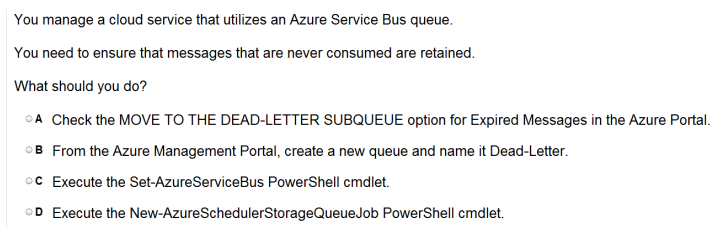 You manage a cloud service that utilizes an Azure Service Bus queue.
You need to ensure that messages that are never consumed are retained.
What should you do?
A Check the MOVE TO THE DEAD-LETTER SUBQUEUE option for Expired Messages in the Azure Portal.
B From the Azure Management Portal, create a new queue and name it Dead-Letter.
C Execute the Set-AzureServiceBus PowerShell cmdlet.
D Execute the New-AzureSchedulerStorageQueueJob PowerShell cmdlet.